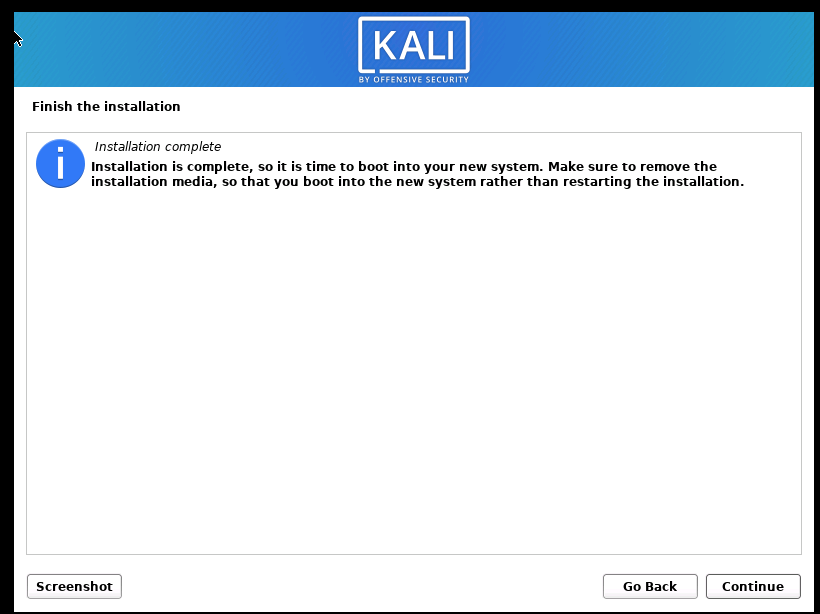 KALI
BY OFFENSIVE SECURITY
Finish the installation
Installation complete
Installation is complete, so it is time to boot into your new system. Make sure to remove the
installation media, so that you boot into the new system rather than restarting the installation.
Screenshot
Go Back
Continue